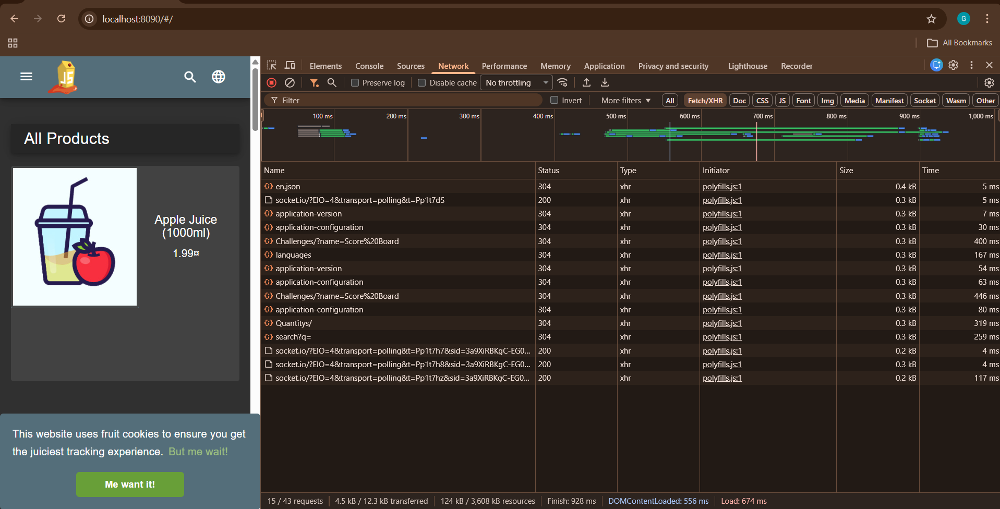 localhost:8090/#/
G
All Bookmarks
JS
All Products
Apple Juice
(1000ml)
1.99¤
This website uses fruit cookies to ensure you get
the juiciest tracking experience. But me wait!
Me want it!
Elements Console Sources Network Performance Memory Application Privacy and security Lighthouse Recorder
Preserve log Disable cache No throttling
Filter Invert More filters All Fetch/XHR Doc CSS JS Font Img Media Manifest Socket Wasm Other
100 ms 200 ms 300 ms 400 ms 500 ms 600 ms 700 ms 800 ms 900 ms 1,000 ms
Name Status Type Initiator Size Time
en.json 304 xhr polyfills.js:1 0.4 kB 5 ms
socket.io/?EIO=4&transport=polling&t=Pp1t7dS 200 xhr polyfills.js:1 0.3 kB 5 ms
application-version 304 xhr polyfills.js:1 0.3 kB 7 ms
application-configuration 304 xhr polyfills.js:1 0.3 kB 30 ms
Challenges/?name=Score%20Board 304 xhr polyfills.js:1 0.3 kB 400 ms
languages 304 xhr polyfills.js:1 0.3 kB 167 ms
application-version 304 xhr polyfills.js:1 0.3 kB 54 ms
application-configuration 304 xhr polyfills.js:1 0.3 kB 63 ms
Challenges/?name=Score%20Board 304 xhr polyfills.js:1 0.3 kB 446 ms
application-configuration 304 xhr polyfills.js:1 0.3 kB 80 ms
Quantitys/ 304 xhr polyfills.js:1 0.3 kB 319 ms
search?q= 304 xhr polyfills.js:1 0.3 kB 259 ms
socket.io/?EIO=4&transport=polling&t=Pp1t7h7&sid=3a9XiRBKgC-EG0... 200 xhr polyfills.js:1 0.2 kB 4 ms
socket.io/?EIO=4&transport=polling&t=Pp1t7h8&sid=3a9XiRBKgC-EG0... 200 xhr polyfills.js:1 0.3 kB 4 ms
socket.io/?EIO=4&transport=polling&t=Pp1t7hz&sid=3a9XiRBKgC-EG0... 200 xhr polyfills.js:1 0.2 kB 117 ms
15 / 43 requests 4.5 kB / 12.3 kB transferred 124 kB / 3,608 kB resources Finish: 928 ms DOMContentLoaded: 556 ms Load: 674 ms